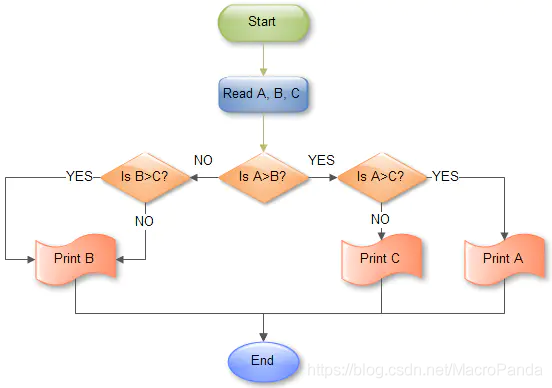 Start
Read A, B, C
NO
YES
YES
Is B>C?
Is A>B?
Is A>C?
YES
NO
NO
Print B
Print C
Print A
End
https://blog.csdn.net/MacroPanda